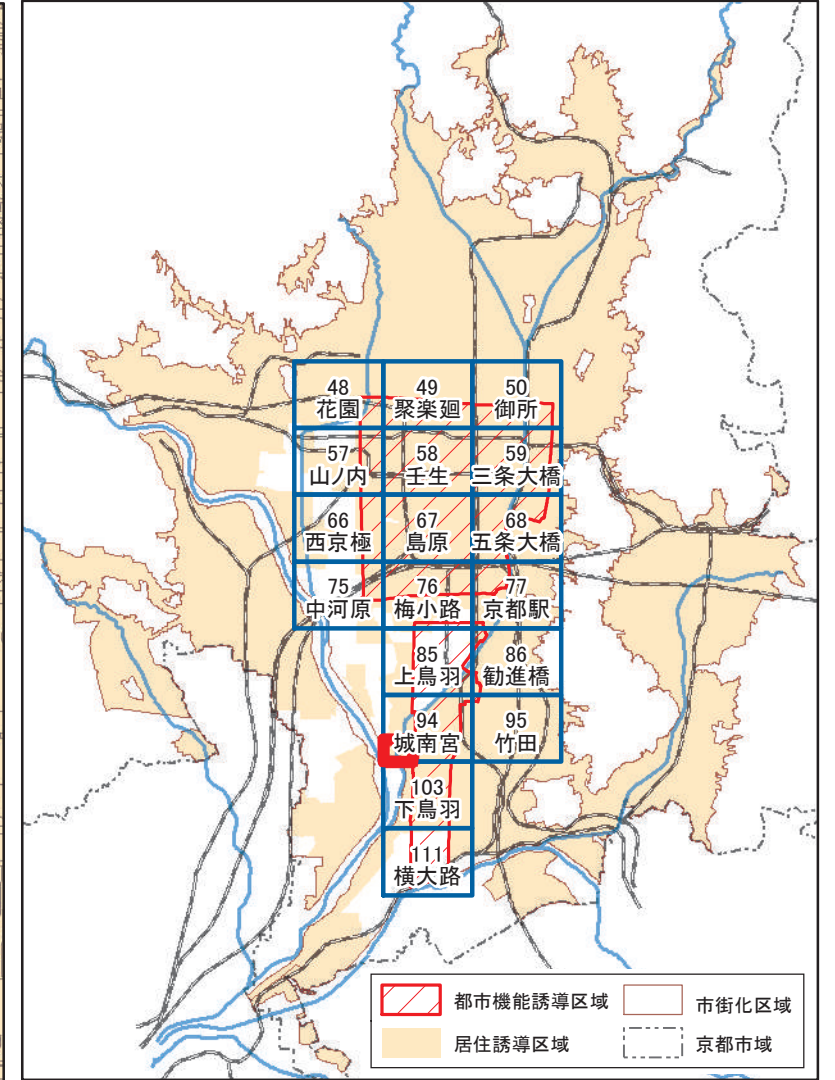 48
花園
49
聚楽廻
50
御所
57
山ノ内
58
壬生
59
三条大橋
66
西京極
67
島原
68
五条大橋
75
中河原
76
梅小路
77
京都駅
85
上鳥羽
86
勧進橋
94
城南宮
95
竹田
103
下鳥羽
111
横大路
都市機能誘導区域
市街化区域
居住誘導区域
京都市域